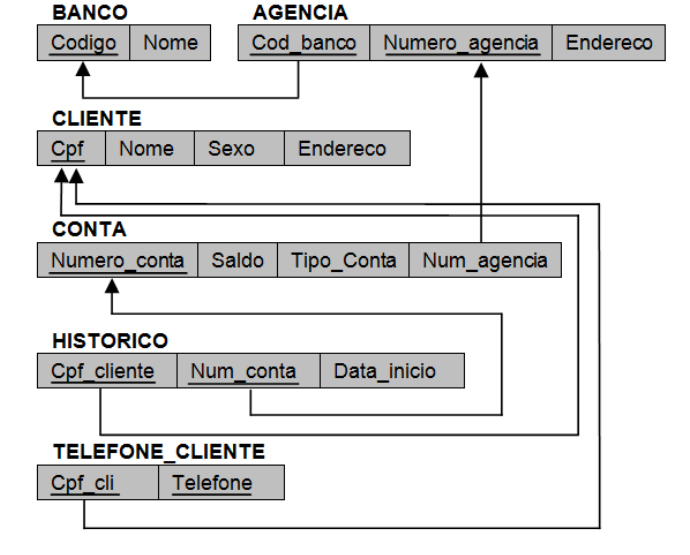 BANCO AGENCIA
Codigo Nome Cod_banco Numero_agencia Endereco
CLIENTE
Cpf Nome Sexo Endereco
CONTA
Numero_conta Saldo Tipo_Conta Num_agencia
HISTORICO
Cpf_cliente Num_conta Data_inicio
TELEFONE_CLIENTE
Cpf_cli Telefone